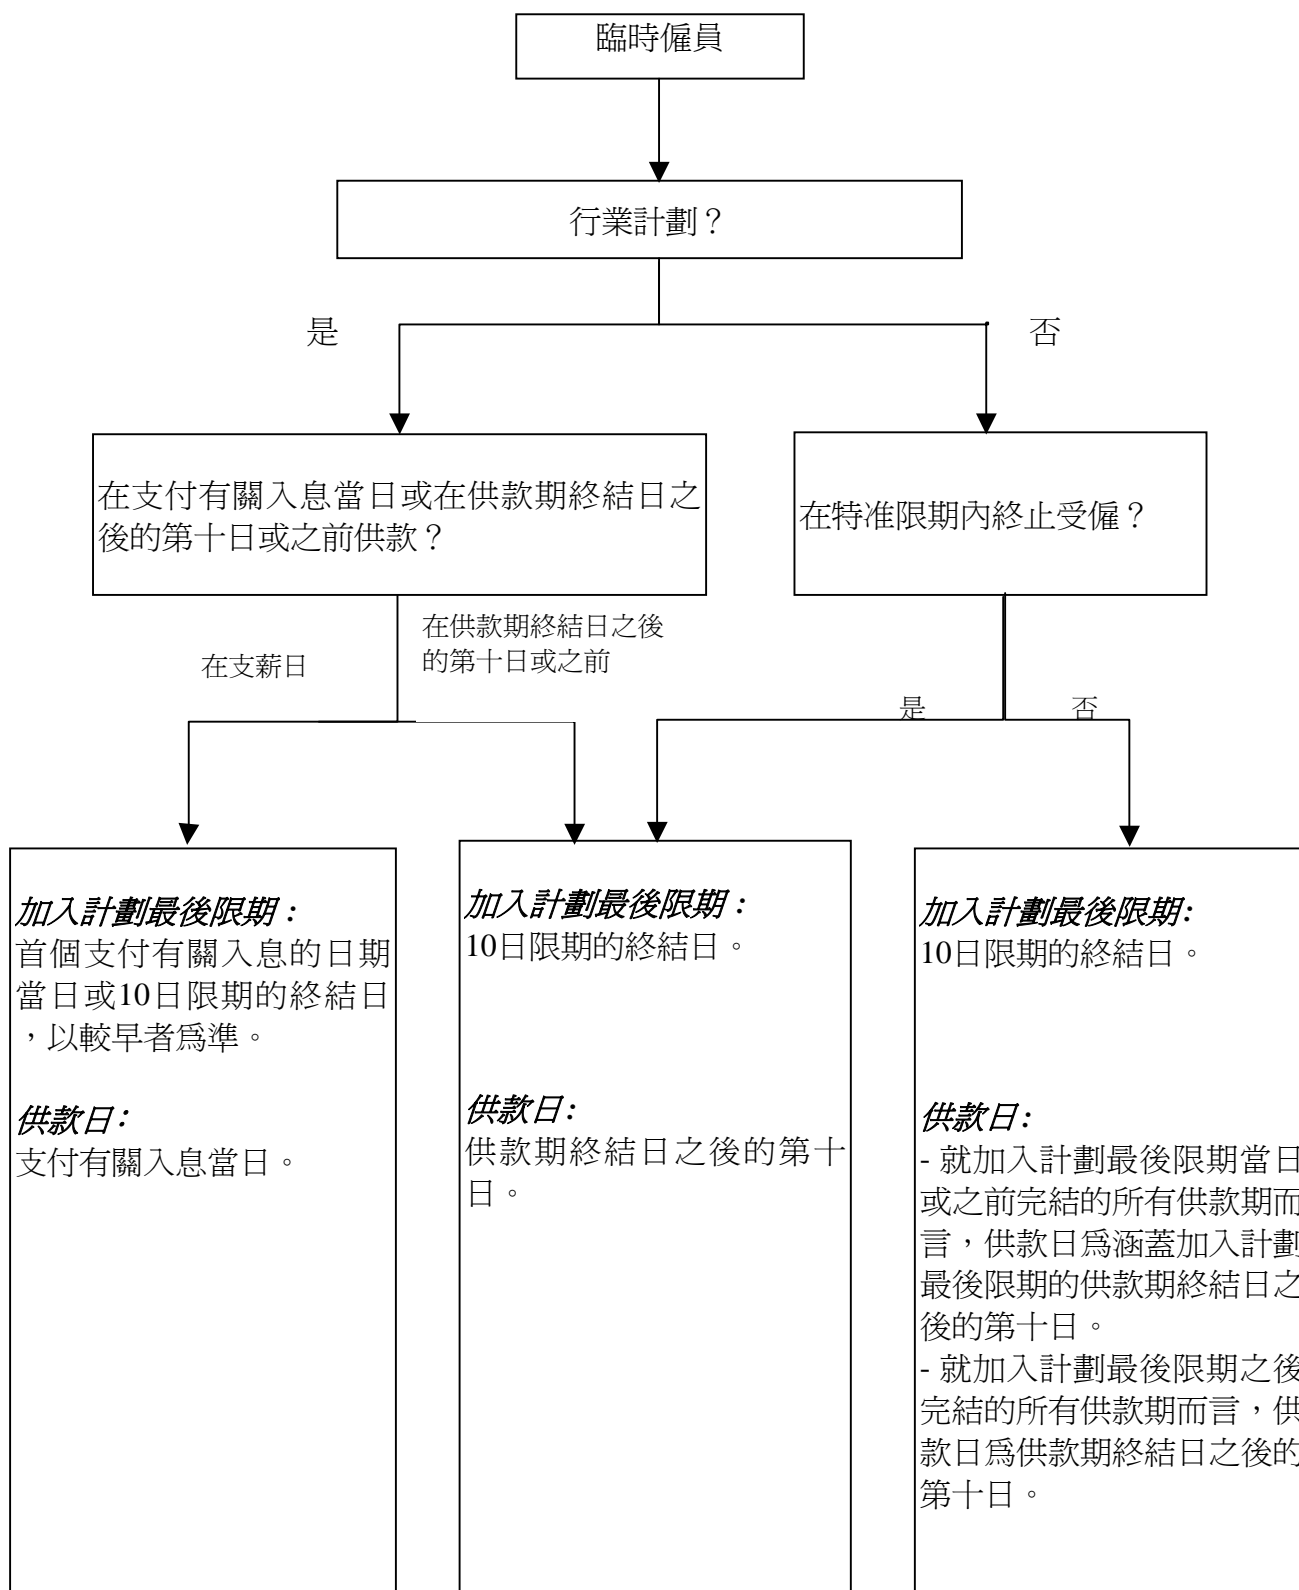 臨時僱員
行業計劃？
是
否
在支付有關入息當日或在供款期終結日之
後的第十日或之前供款？
在特准限期內終止受僱？
在支薪日
在供款期終結日之後
的第十日或之前
是
否
加入計劃最後限期：
首個支付有關入息的日期
當日或10日限期的終結日
，以較早者爲準。
供款日：
支付有關入息當日。
加入計劃最後限期：
10日限期的終結日。
供款日：
供款期終結日之後的第十
日。
加入計劃最後限期：
10日限期的終結日。
供款日：
- 就加入計劃最後限期當日
或之前完結的所有供款期而
言，供款日爲涵蓋加入計劃
最後限期的供款期終結日之
後的第十日。
- 就加入計劃最後限期之後
完結的所有供款期而言，供
款日爲供款期終結日之後的
第十日。